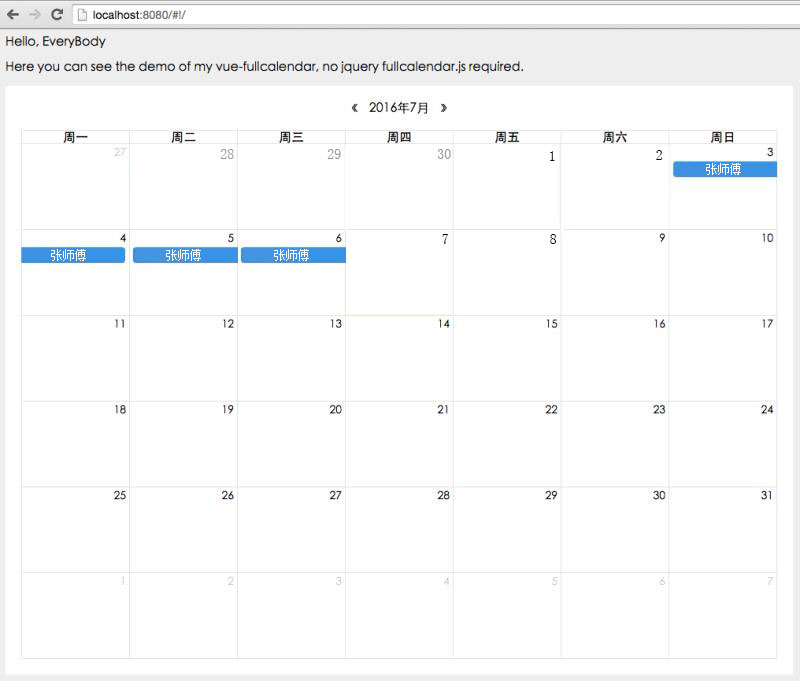 localhost:8080/#!/
Hello, EveryBody
Here you can see the demo of my vue-fullcalendar, no jquery fullcalendar.js required.
《 2016年7月 》
周一 周二 周三 周四 周五 周六 周日
27 28 29 30 1 2 3
张师傅
4 5 6 7 8 9 10
张师傅 张师傅 张师傅
11 12 13 14 15 16 17
18 19 20 21 22 23 24
25 26 27 28 29 30 31
1 2 3 4 5 6 7